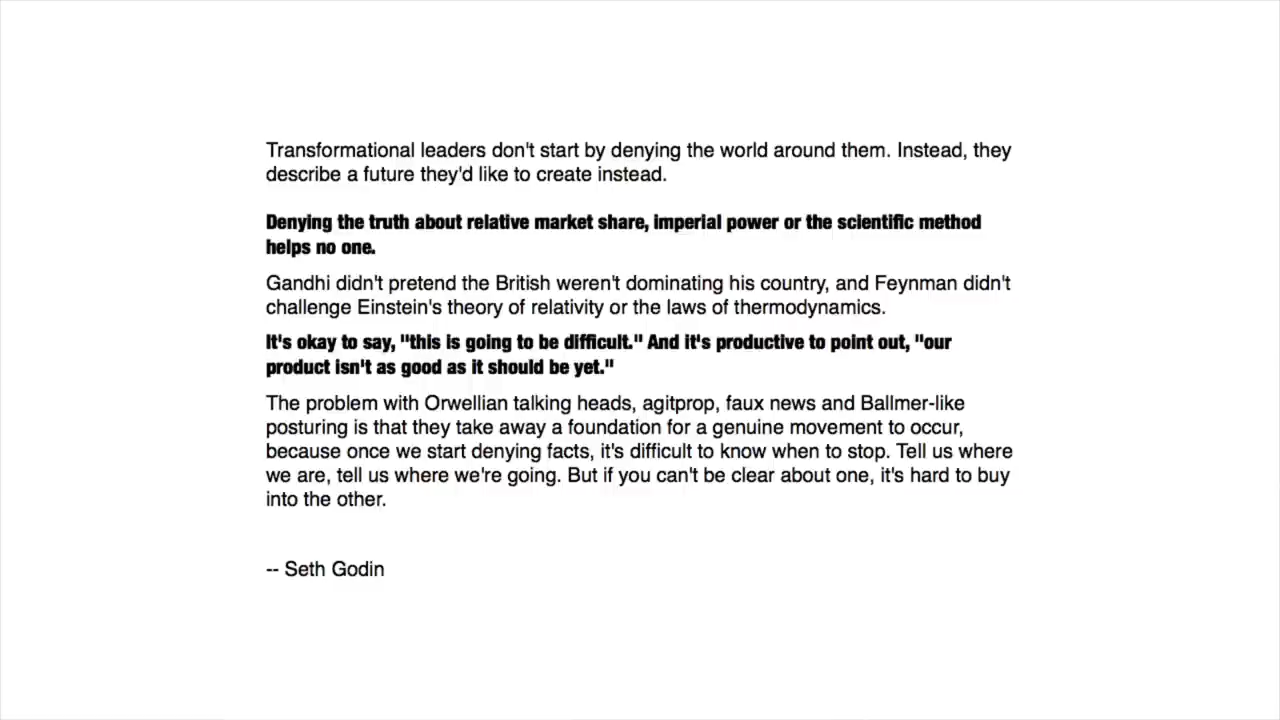 Transformational leaders don't start by denying the world around them. Instead, they
describe a future they'd like to create instead.
Denying the truth about relative market share, imperial power or the scientific method
helps no one.
Gandhi didn't pretend the British weren't dominating his country, and Feynman didn't
challenge Einstein's theory of relativity or the laws of thermodynamics.
It's okay to say, "this is going to be difficult." And it's productive to point out, "our
product isn't as good as it should be yet."
The problem with Orwellian talking heads, agitprop, faux news and Ballmer-like
posturing is that they take away a foundation for a genuine movement to occur,
because once we start denying facts, it's difficult to know when to stop. Tell us where
we are, tell us where we're going. But if you can't be clear about one, it's hard to buy
into the other.
-- Seth Godin